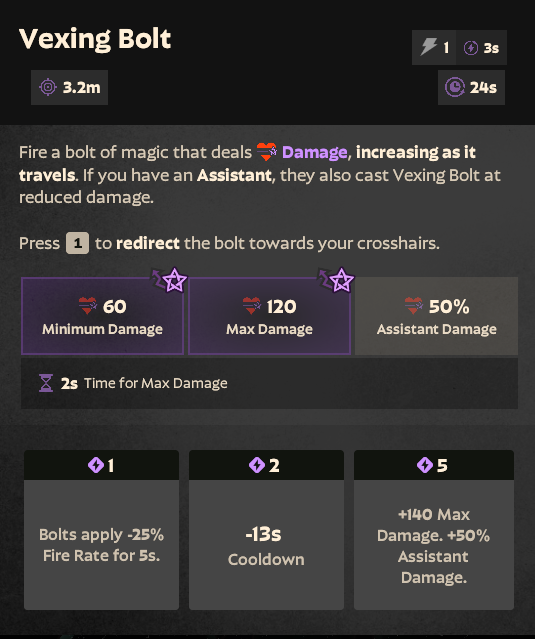 Vexing Bolt
1 3s
3.2m
24s
Fire a bolt of magic that deals Damage, increasing as it
travels. If you have an Assistant, they also cast Vexing Bolt at
reduced damage.
Press 1 to redirect the bolt towards your crosshairs.
60
Minimum Damage
120
Max Damage
50%
Assistant Damage
2s Time for Max Damage
1
Bolts apply -25%
Fire Rate for 5s.
2
-13s
Cooldown
5
+140 Max
Damage. +50%
Assistant
Damage.